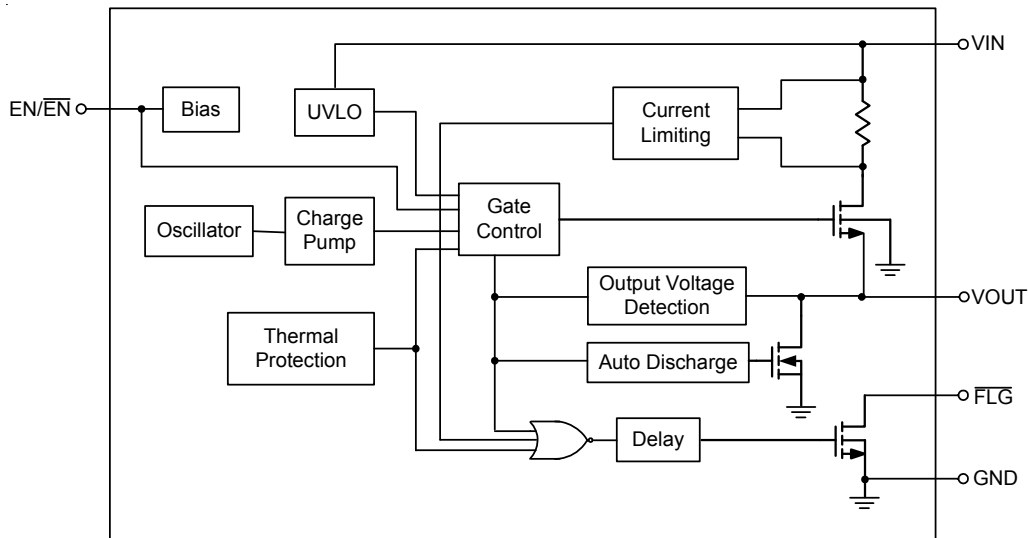 VIN
EN/EN
Bias
UVLO
Current
Limiting
Gate
Control
Oscillator
Charge
Pump
Output Voltage
Detection
VOUT
Thermal
Protection
Auto Discharge
FLG
Delay
GND